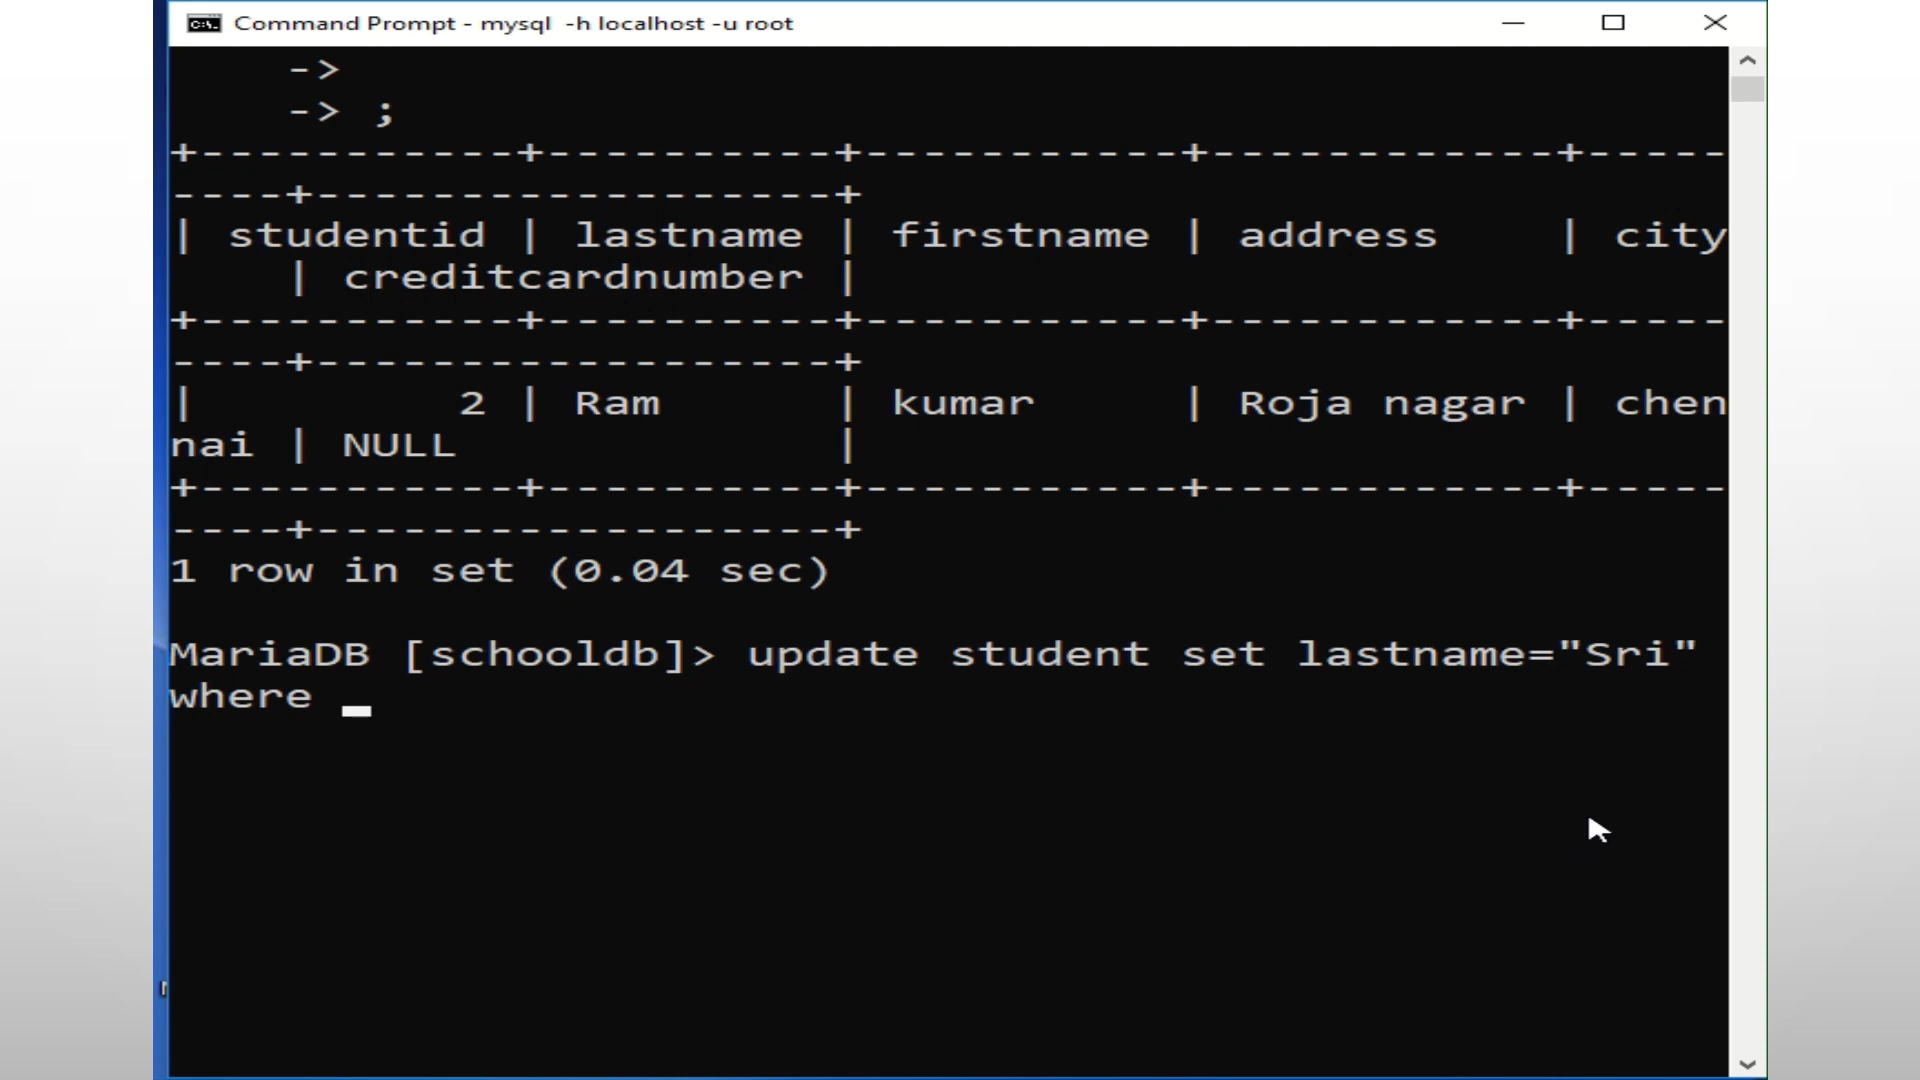 Command Prompt - mysql  -h localhost -u root
    ->
    -> ;
+-----------+----------+-----------+------------+-----
----+------------------+
| studentid | lastname | firstname | address    | city
    | creditcardnumber |
+-----------+----------+-----------+------------+-----
----+------------------+
|         2 | Ram      | kumar     | Roja nagar | chen
nai | NULL             |
+-----------+----------+-----------+------------+-----
----+------------------+
1 row in set (0.04 sec)
MariaDB [schooldb]> update student set lastname="Sri"
where